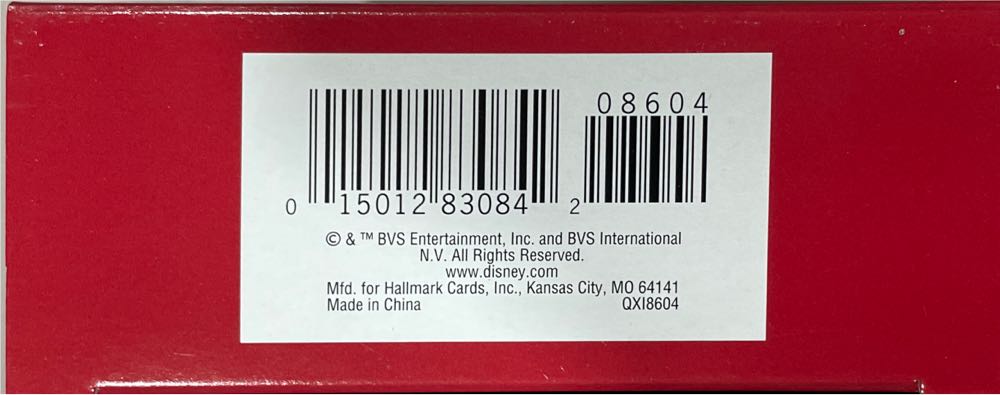 08604
0 15012 83084 2
© & ™ BVS Entertainment, Inc. and BVS International
N.V. All Rights Reserved.
www.disney.com
Mfd. for Hallmark Cards, Inc., Kansas City, MO 64141
Made in China QXI8604